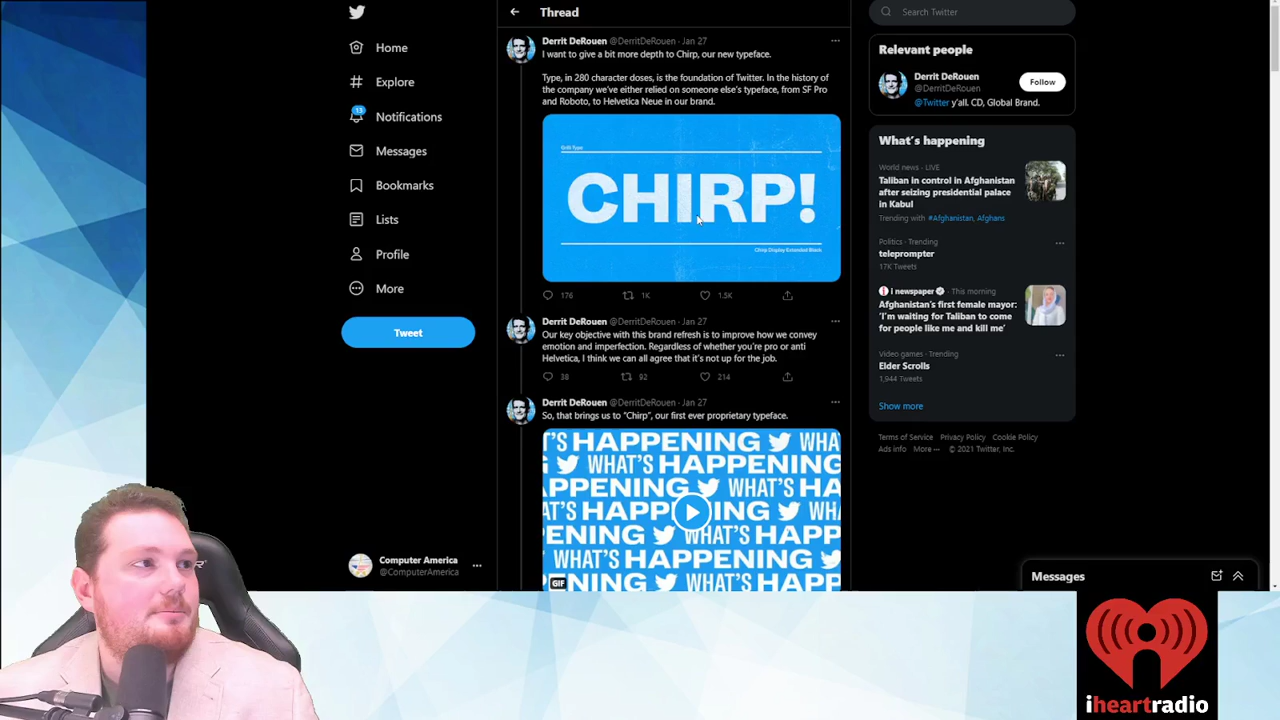 Home
Explore
13
Notifications
Messages
Bookmarks
Lists
Profile
More
Tweet
Computer America
@ComputerAmerica
Thread
Derrit DeRouen @DerritDeRouen · Jan 27
I want to give a bit more depth to Chirp, our new typeface.
Type, in 280 character doses, is the foundation of Twitter. In the history of
the company we've either relied on someone else's typeface, from SF Pro
and Roboto, to Helvetica Neue in our brand.
Grilli Type
CHIRP!
Chirp Display Extended Black
176 1K 1.5K
Derrit DeRouen @DerritDeRouen · Jan 27
Our key objective with this brand refresh is to improve how we convey
emotion and imperfection. Regardless of whether you're pro or anti
Helvetica, I think we can all agree that it's not up for the job.
38 92 214
Derrit DeRouen @DerritDeRouen · Jan 27
So, that brings us to "Chirp", our first ever proprietary typeface.
T'S HAPPENING WHA
WHAT'S HAPPENING
APPENING WHAT'S HAP
AT'S HAPPENING WH
PENING WHAT'S HA
WHAT'S HAPPENING
NING WHAT'S HAPP
GIF
Search Twitter
Relevant people
Derrit DeRouen
@DerritDeRouen
Follow
@Twitter y'all. CD, Global Brand.
What's happening
World news · LIVE
Taliban in control in Afghanistan
after seizing presidential palace
in Kabul
Trending with #Afghanistan, Afghans
Politics · Trending
teleprompter
17K Tweets
i newspaper · This morning
Afghanistan's first female mayor:
'I'm waiting for Taliban to come
for people like me and kill me'
Video games · Trending
Elder Scrolls
1,944 Tweets
Show more
Terms of Service Privacy Policy Cookie Policy
Ads info More ··· © 2021 Twitter, Inc.
Messages
iheartradio